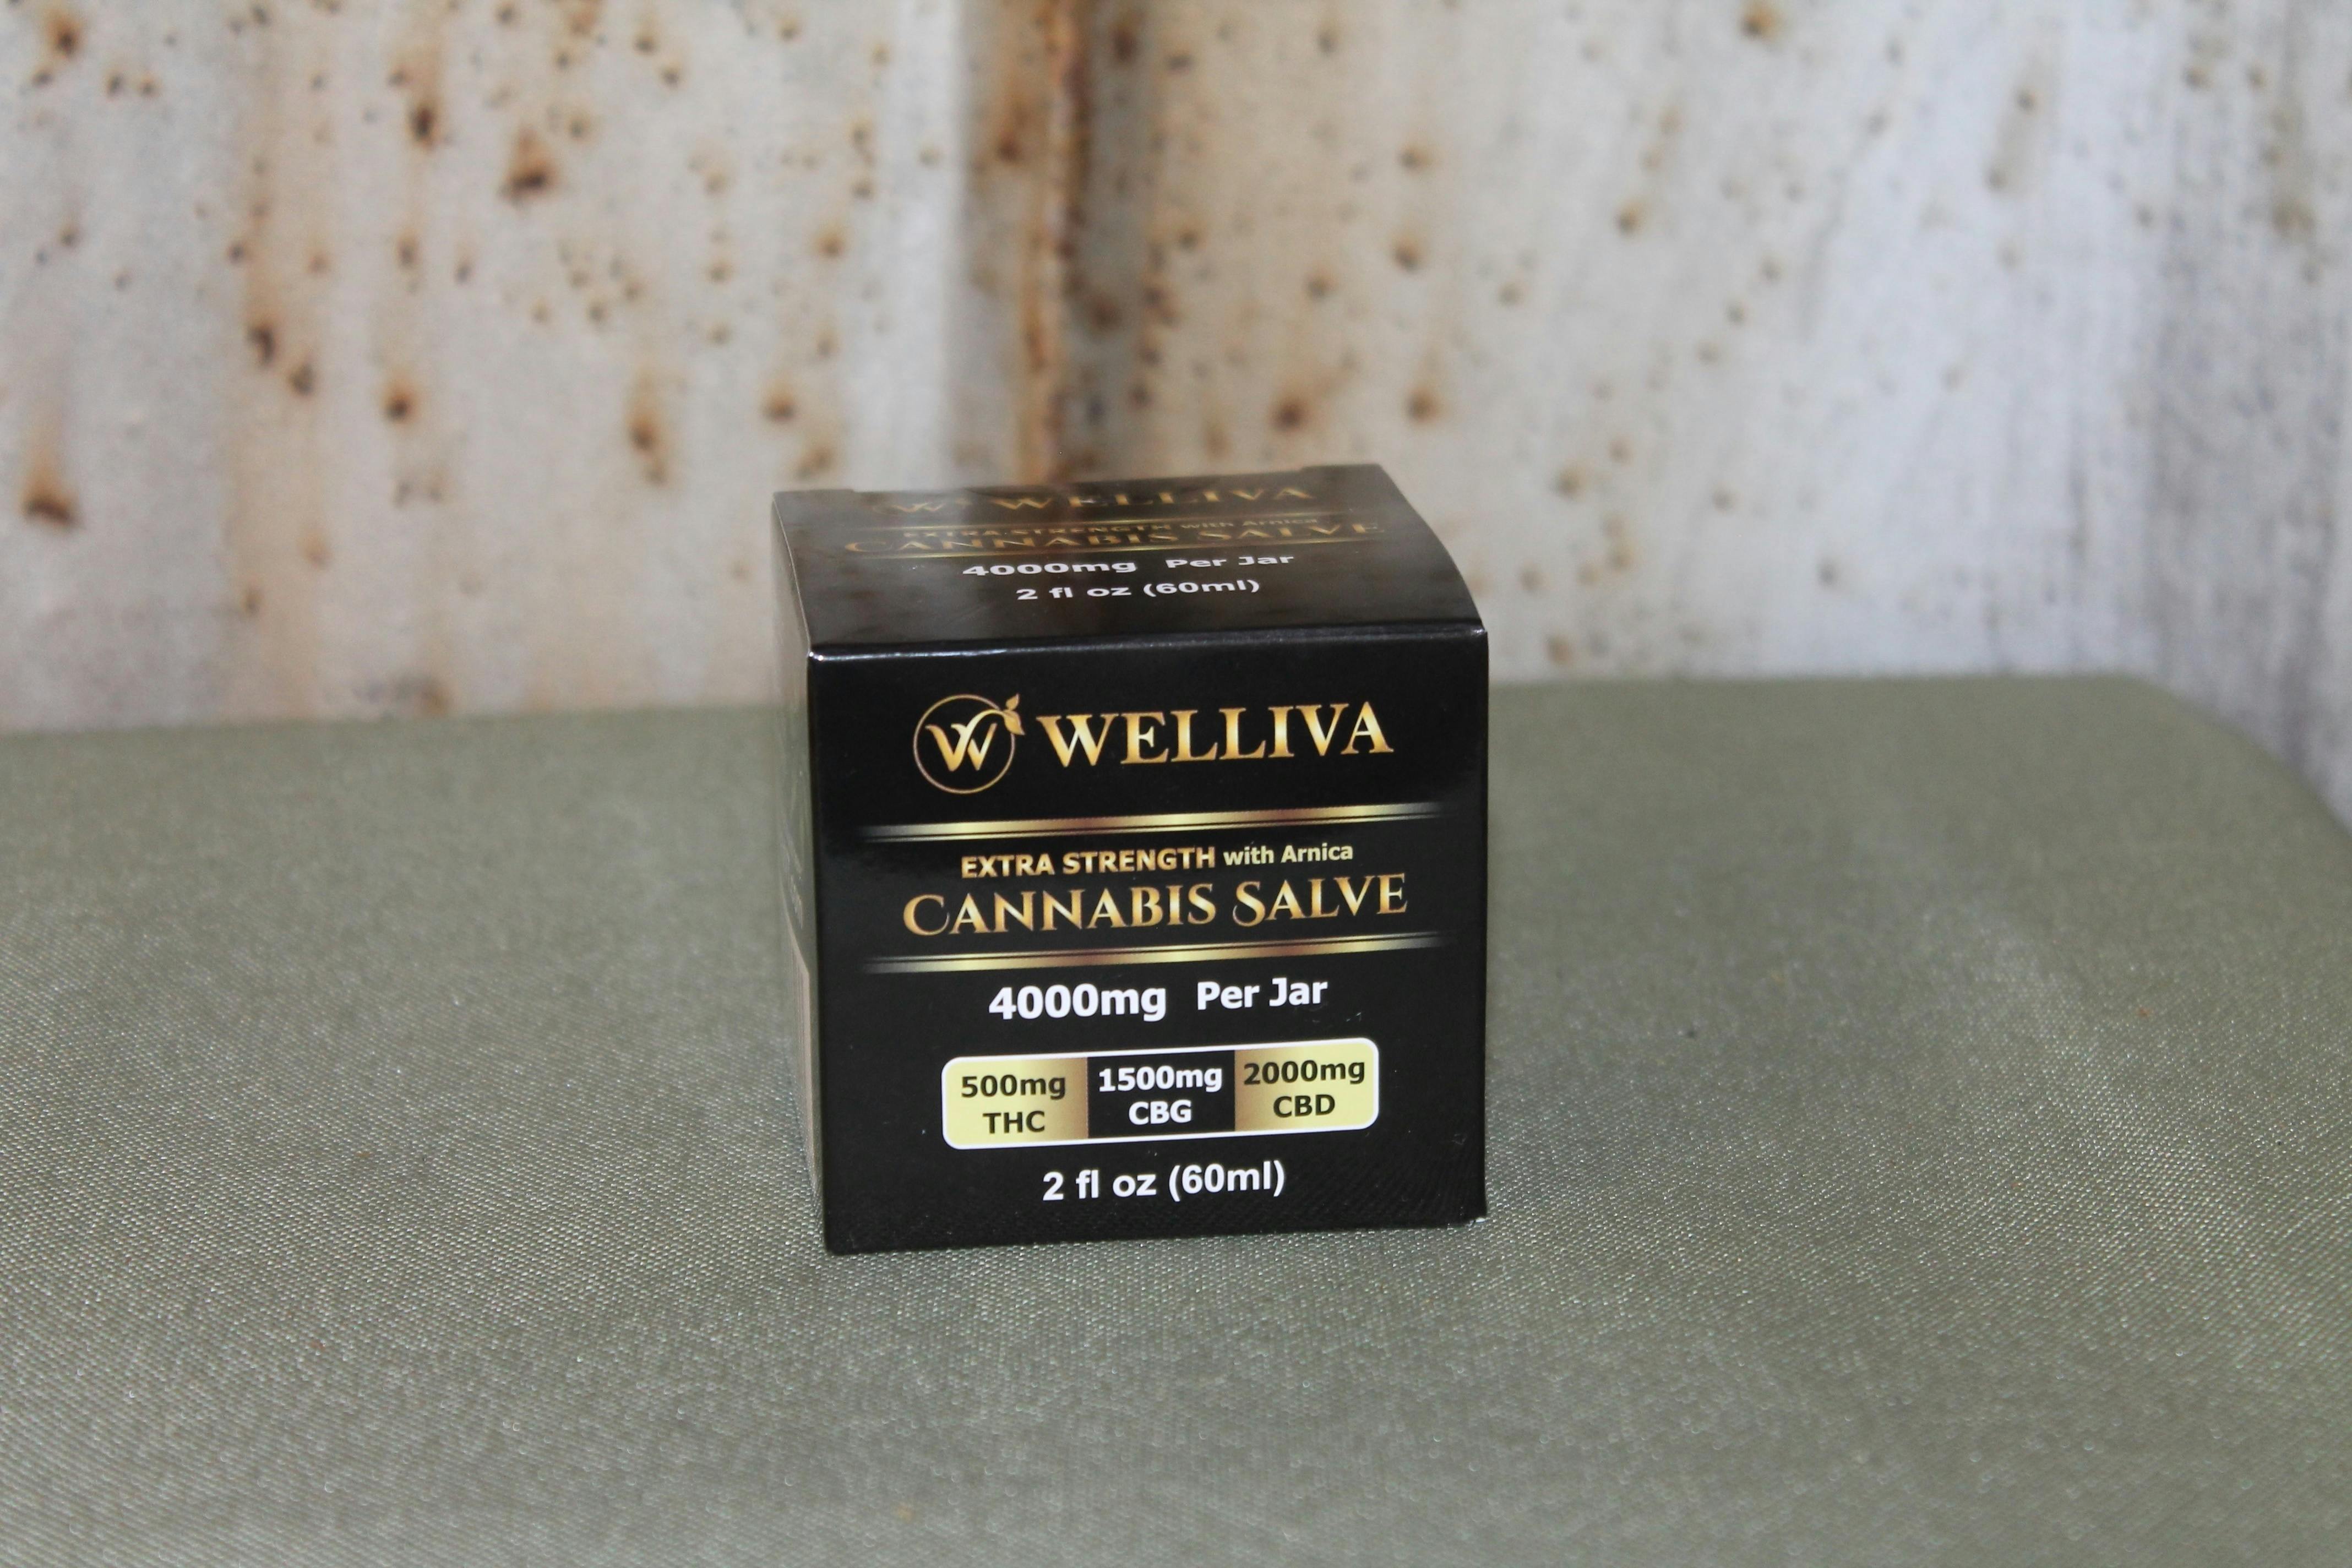 WELLIVA
EXTRA STRENGTH with Arnica
CANNABIS SALVE
4000mg Per Jar
2 fl oz (60ml)
W WELLIVA
EXTRA STRENGTH with Arnica
CANNABIS SALVE
4000mg Per Jar
500mg THC
1500mg CBG
2000mg CBD
2 fl oz (60ml)